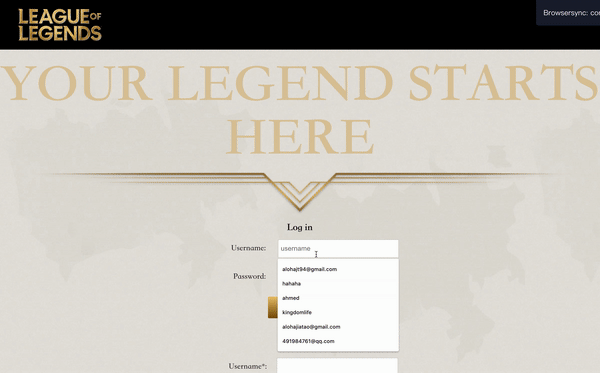 LEAGUE OF
LEGENDS
Browsersync: con
YOUR LEGEND STARTS
HERE
Log in
Username:
username
Password:
alohajt94@gmail.com
hahaha
ahmed
kingdomlife
alohajiatao@gmail.com
491984761@qq.com
Username*: